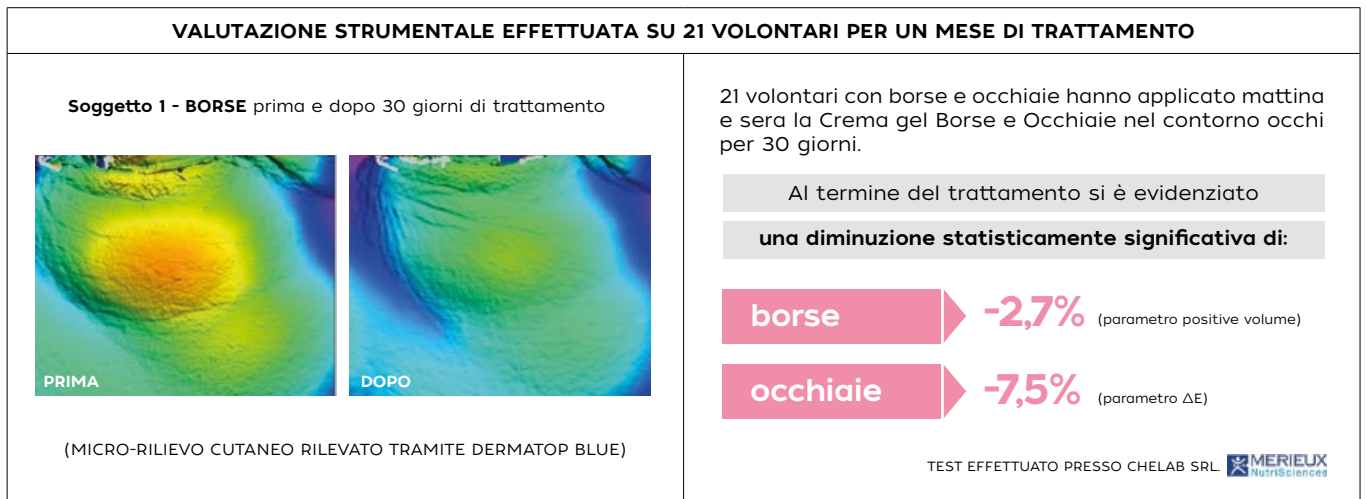 VALUTAZIONE STRUMENTALE EFFETTUATA SU 21 VOLONTARI PER UN MESE DI TRATTAMENTO
Soggetto 1 - BORSE prima e dopo 30 giorni di trattamento
PRIMA
DOPO
(MICRO-RILIEVO CUTANEO RILEVATO TRAMITE DERMATOP BLUE)
21 volontari con borse e occhiaie hanno applicato mattina
e sera la Crema gel Borse e Occhiaie nel contorno occhi
per 30 giorni.
Al termine del trattamento si è evidenziato
una diminuzione statisticamente significativa di:
borse -2,7% (parametro positive volume)
occhiaie -7,5% (parametro ΔE)
TEST EFFETTUATO PRESSO CHELAB SRL. MERIEUX
NutriSciences